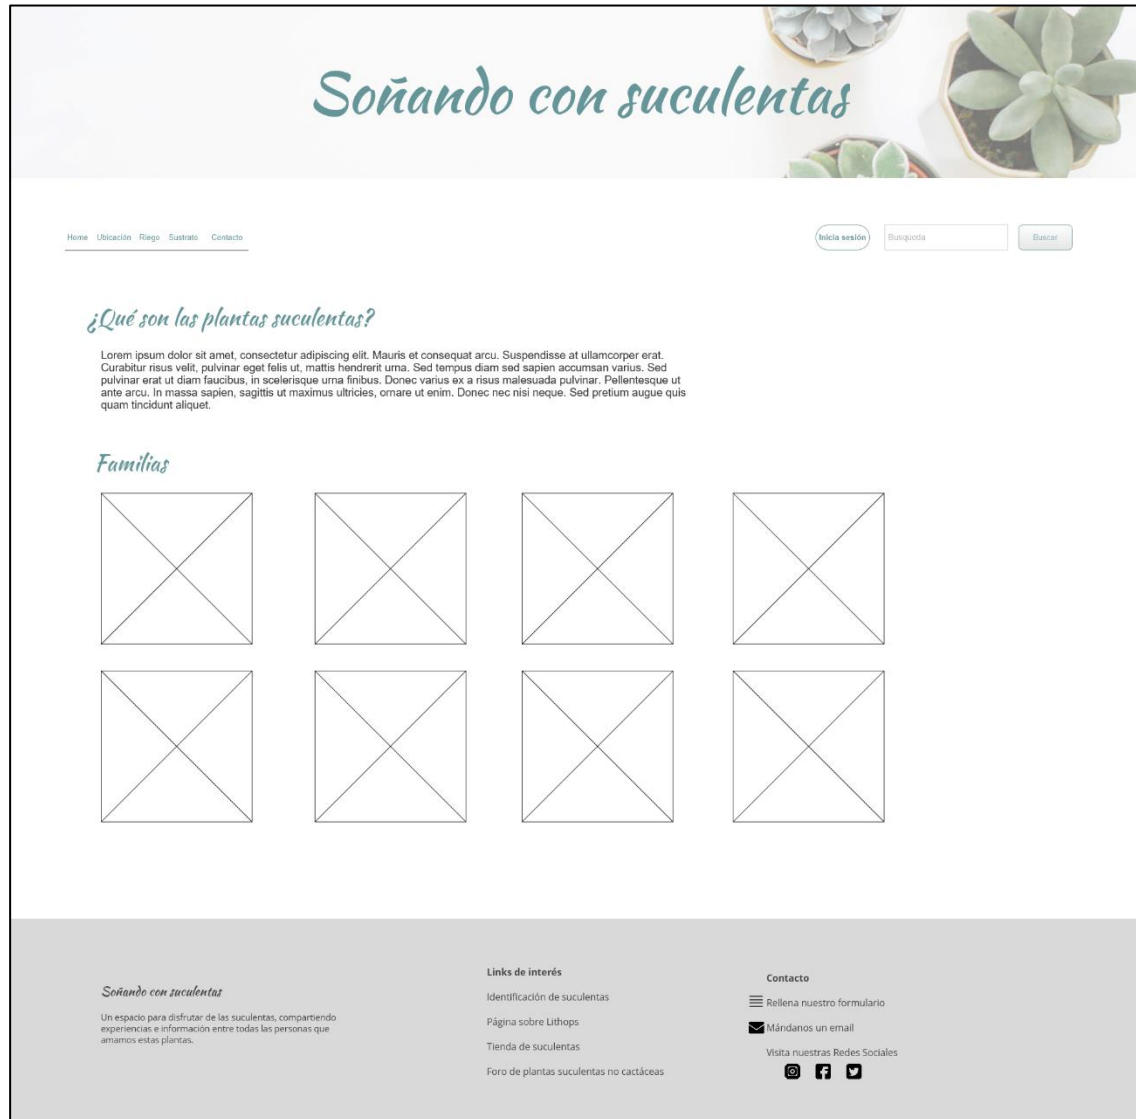 Soñando con suculentas
Home Ubicación Riego Sustrato Contacto
Inicia sesión Busqueda Buscar
¿Qué son las plantas suculentas?
Lorem ipsum dolor sit amet, consectetur adipiscing elit. Mauris et consequat arcu. Suspendisse at ullamcorper erat.
Curabitur risus velit, pulvinar eget felis ut, mattis hendrerit urna. Sed tempus diam sed sapien accumsan varius. Sed
pulvinar erat ut diam faucibus, in scelerisque urna finibus. Donec varius ex a risus malesuada pulvinar. Pellentesque ut
ante arcu. In massa sapien, sagittis ut maximus ultricies, ornare ut enim. Donec nec nisi neque. Sed pretium augue quis
quam tincidunt aliquet.
Familias
Soñando con suculentas
Un espacio para disfrutar de las suculentas, compartiendo
experiencias e información entre todas las personas que
amamos estas plantas.
Links de interés
Identificación de suculentas
Página sobre Lithops
Tienda de suculentas
Foro de plantas suculentas no cactáceas
Contacto
Rellena nuestro formulario
Mándanos un email
Visita nuestras Redes Sociales